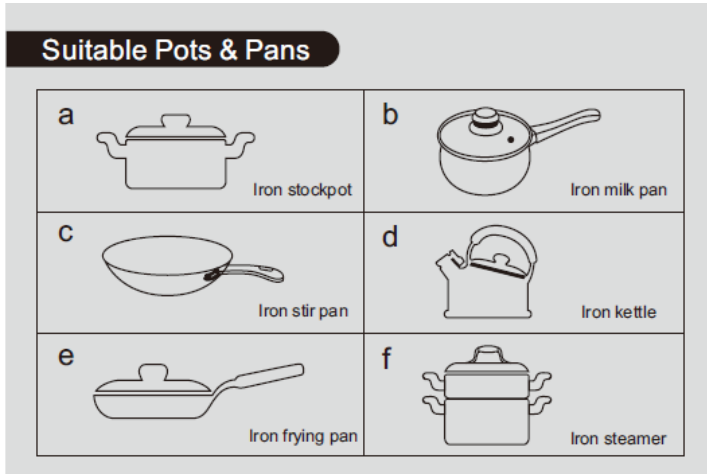 Suitable Pots & Pans
a
Iron stockpot
b
Iron milk pan
c
Iron stir pan
d
Iron kettle
e
Iron frying pan
f
Iron steamer